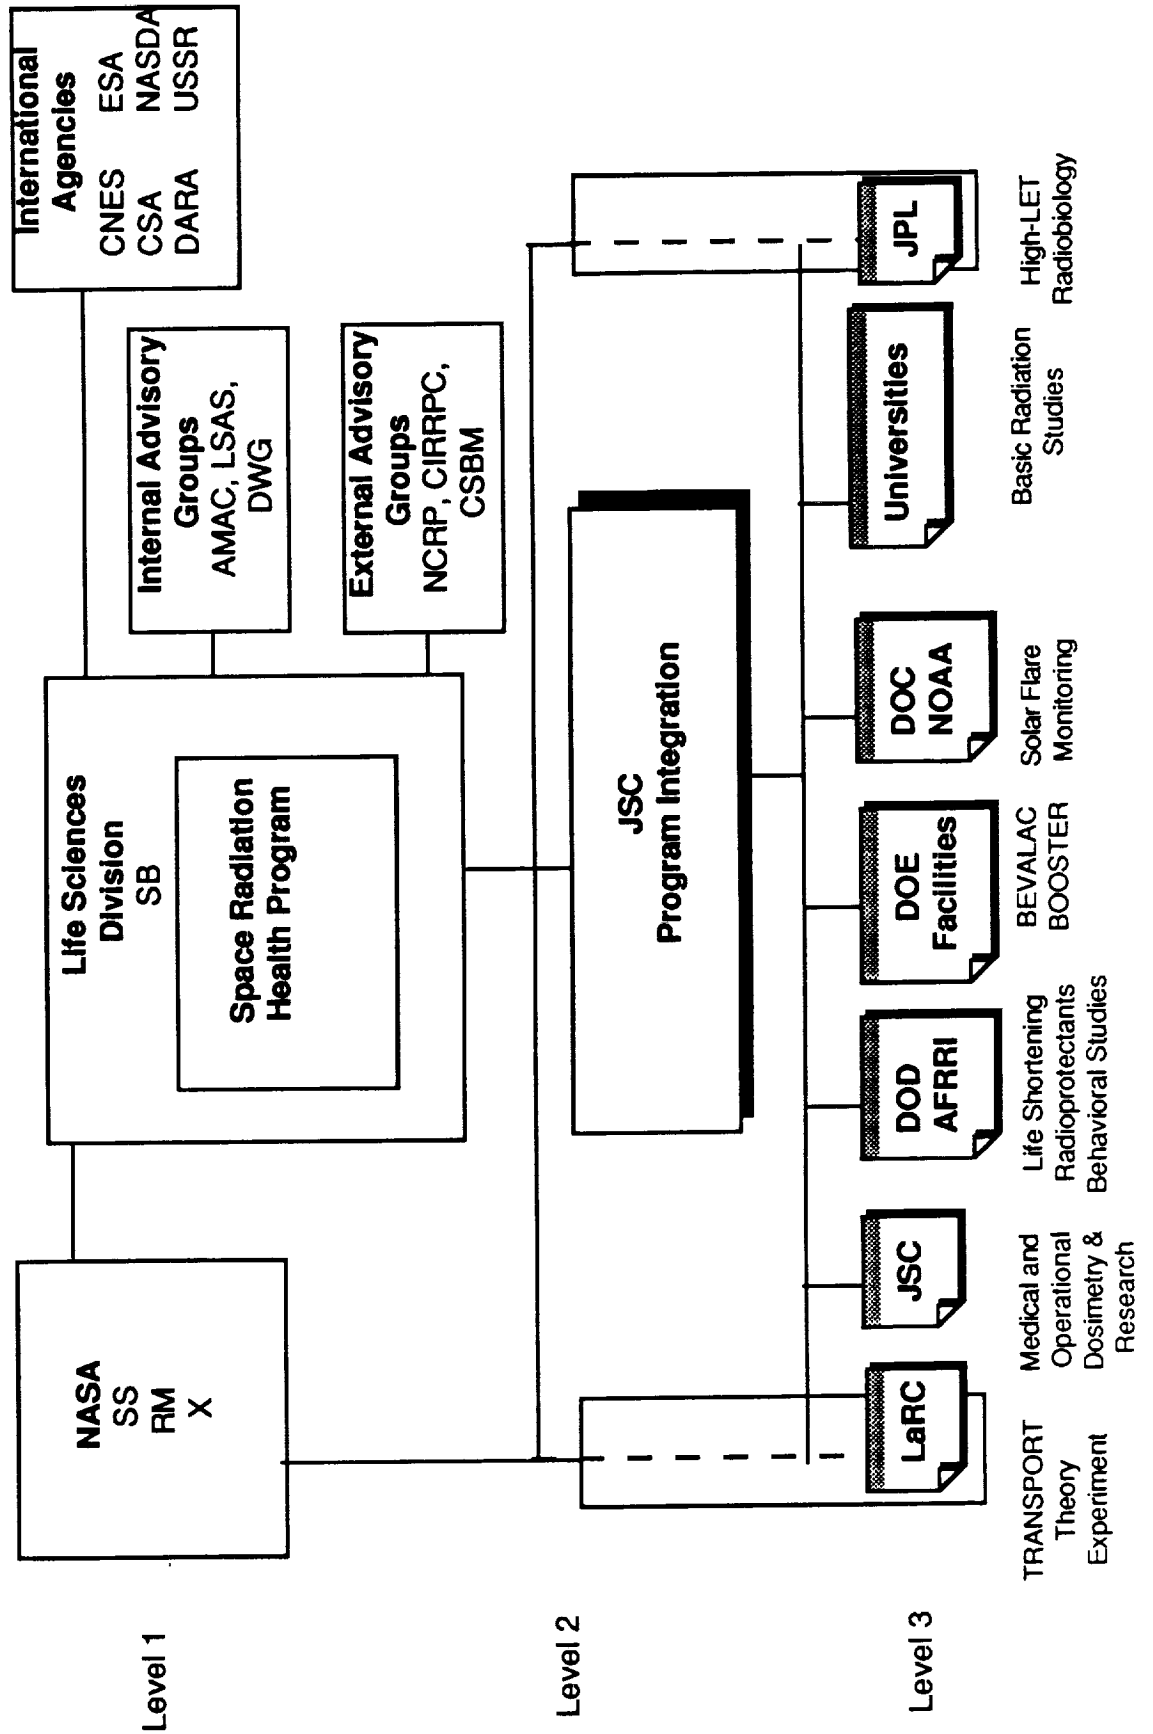 Level 1
NASA
SS
RM
X
Life Sciences
Division
SB
Space Radiation
Health Program
International
Agencies
CNES ESA
CSA NASDA
DARA USSR
Internal Advisory
Groups
AMAC, LSAS,
DWG
External Advisory
Groups
NCRP, CIRRPC,
CSBM
Level 2
JSC
Program Integration
Level 3
LaRC
JSC
DOD
AFRRI
DOE
Facilities
DOC
NOAA
Universities
JPL
TRANSPORT
Theory
Experiment
Medical and
Operational
Dosimetry &
Research
Life Shortening
Radioprotectants
Behavioral Studies
BEVALAC
BOOSTER
Solar Flare
Monitoring
Basic Radiation
Studies
High-LET
Radiobiology